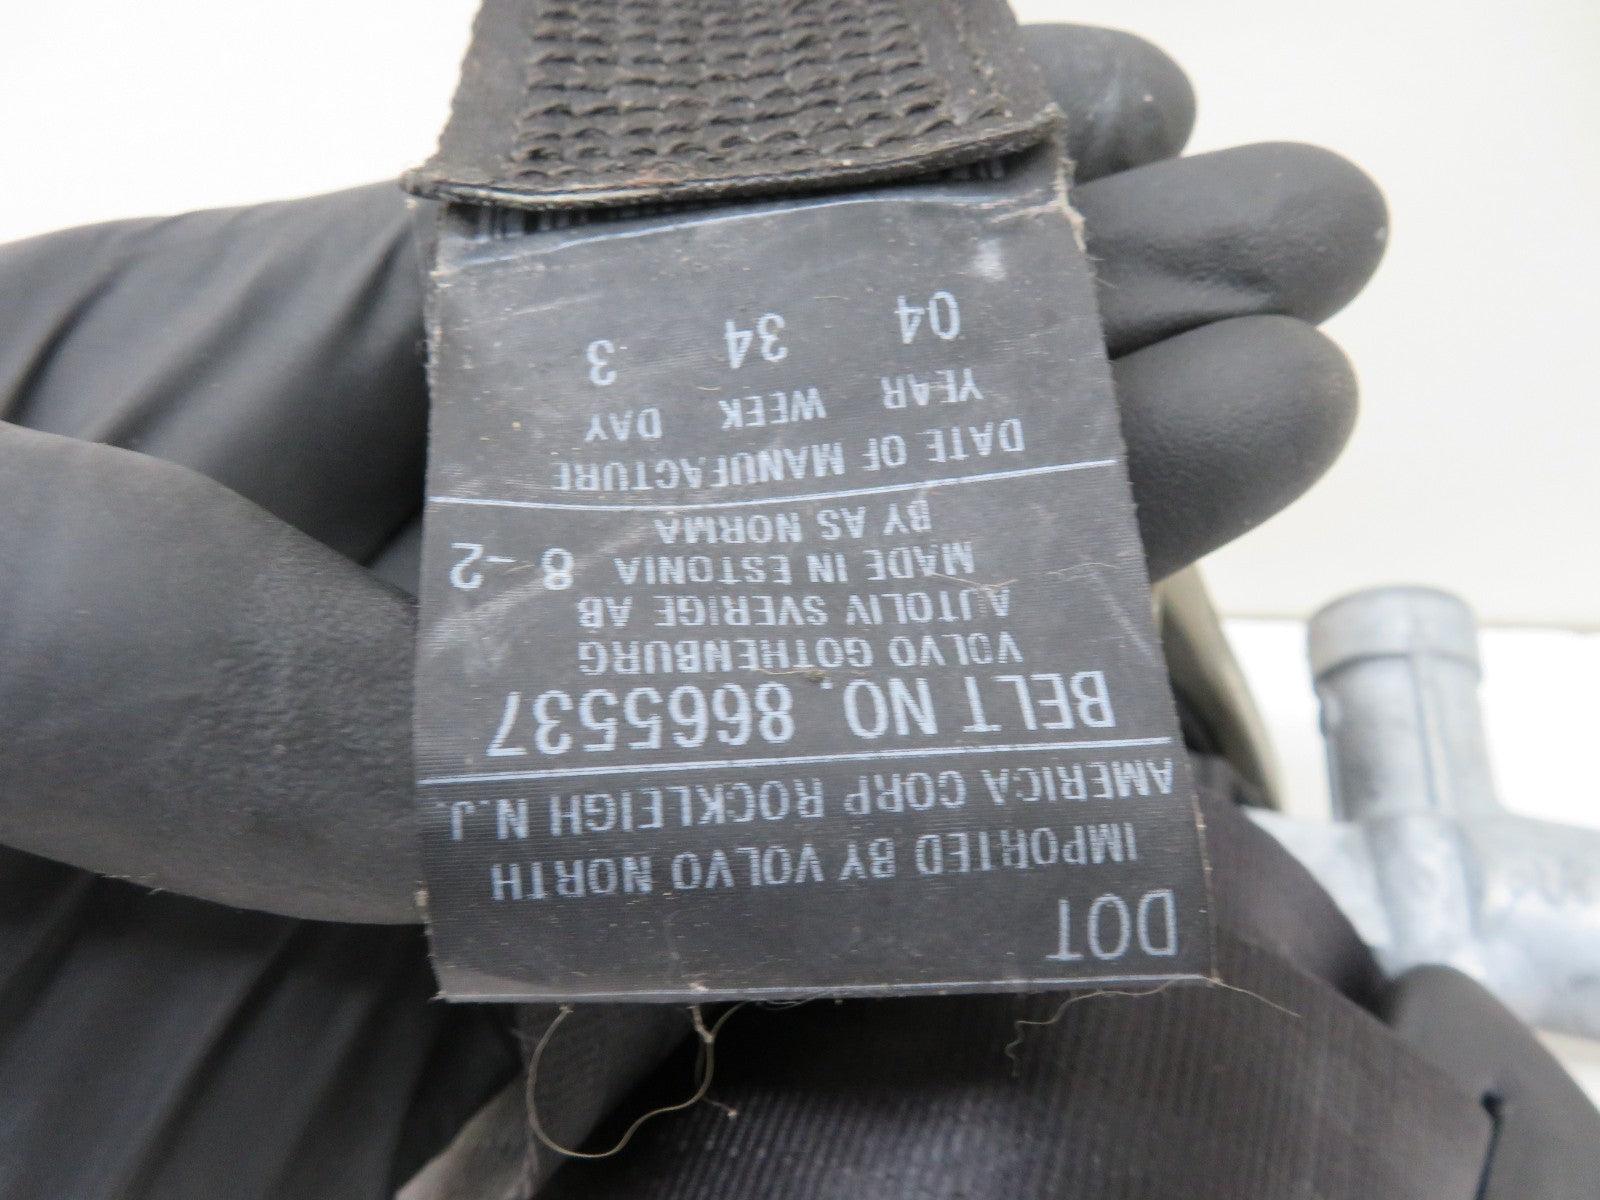 DOT
IMPORTED BY VOLVO NORTH
AMERICA CORP ROCKLEIGH N.J.
BELT NO. 8665537
VOLVO GOTHENBURG
AUTOLIV SVERIGE AB
MADE IN ESTONIA 8-2
BY AS NORMA
DATE OF MANUFACTURE
YEAR WEEK DAY
04 34 3